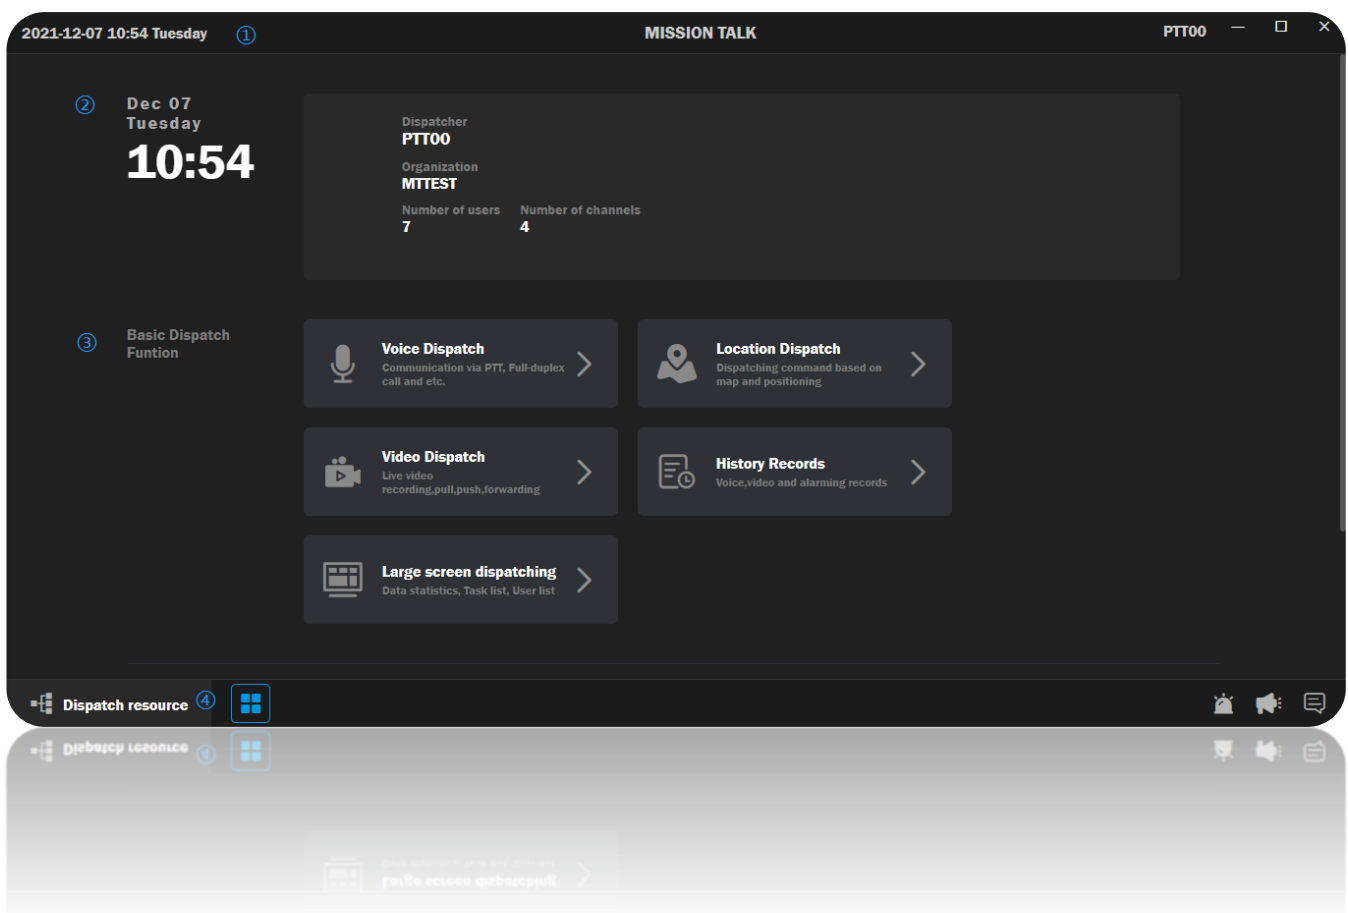 2021-12-07 10:54 Tuesday ① MISSION TALK PTT00
② Dec 07
Tuesday
10:54
Dispatcher
PTT00
Organization
MTTEST
Number of users Number of channels
7 4
③ Basic Dispatch
Funtion
Voice Dispatch
Communication via PTT, Full-duplex
call and etc.
Location Dispatch
Dispatching command based on
map and positioning
Video Dispatch
Live video
recording,pull,push,forwarding
History Records
Voice,video and alarming records
Large screen dispatching
Data statistics, Task list, User list
Dispatch resource ④